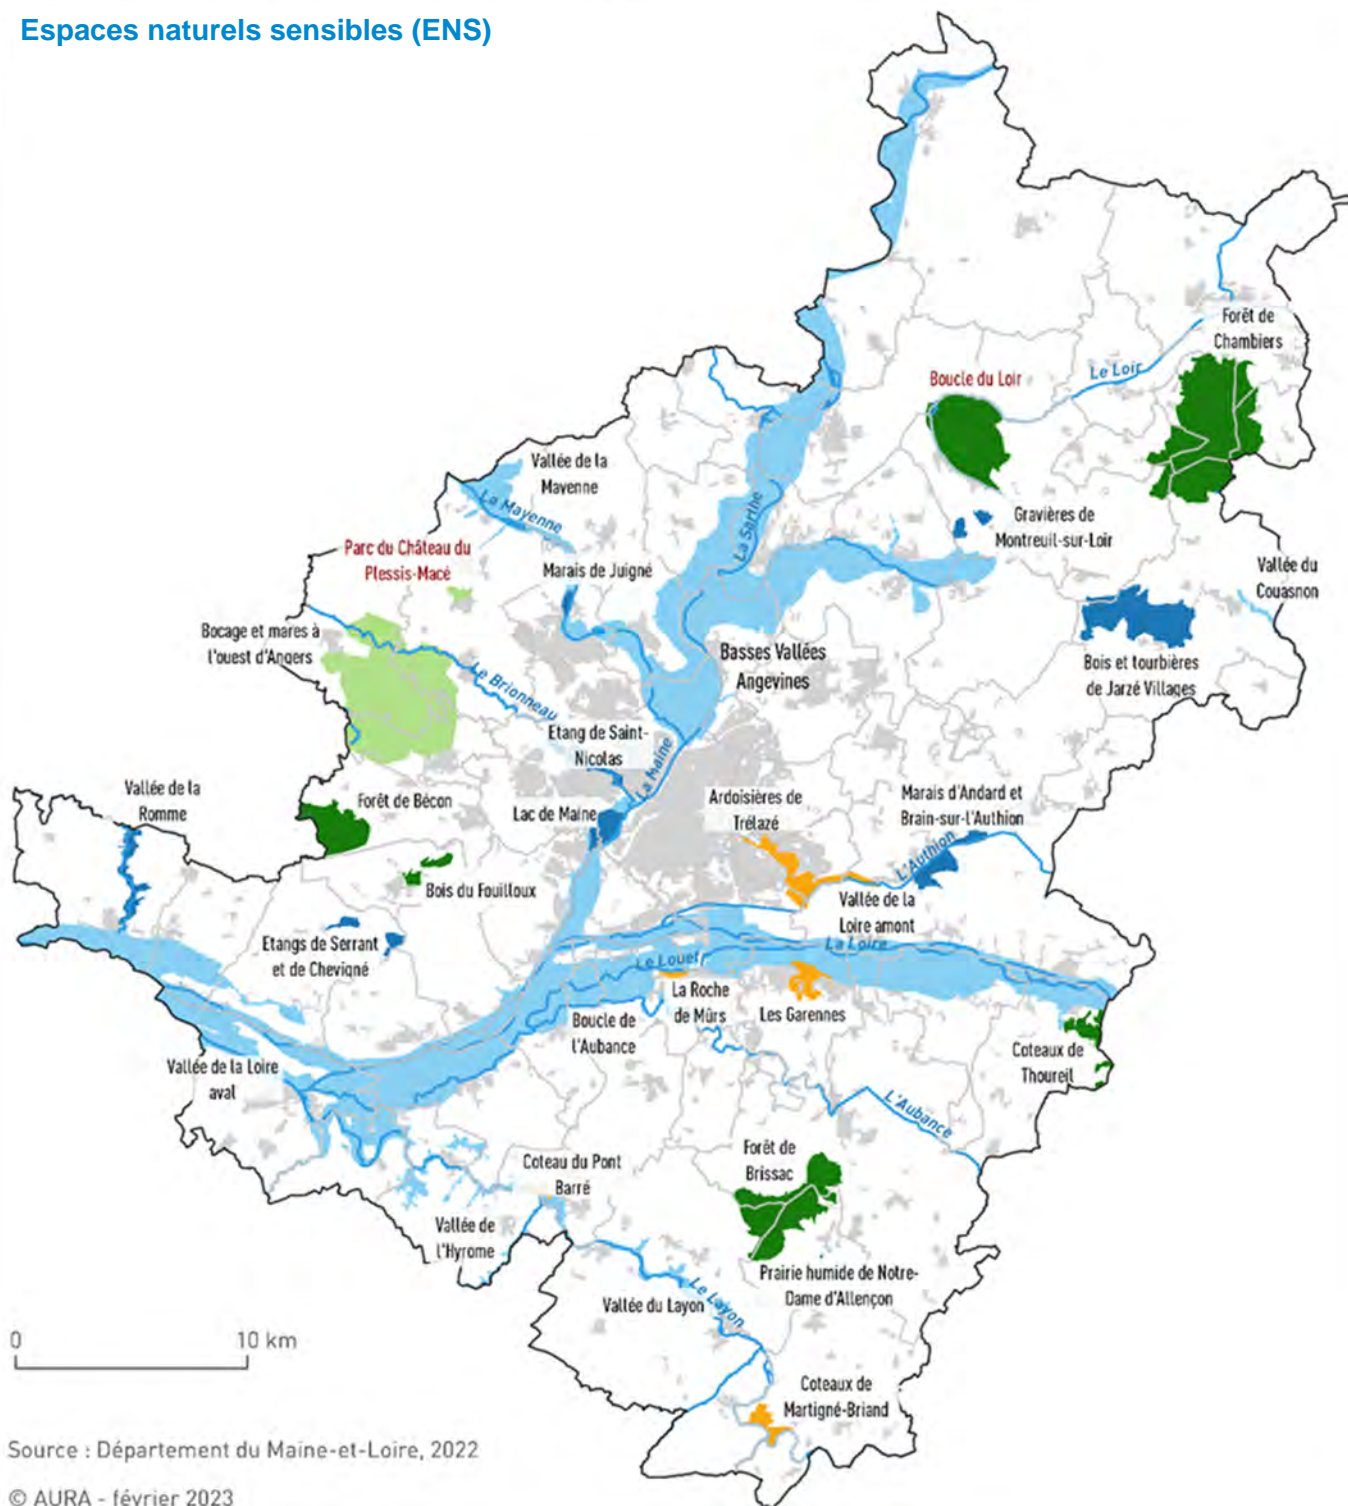 Espaces naturels sensibles (ENS)
Forêt de
Chambiers
Boucle du Loir
Le Loir
Vallée de la
Mayenne
La Mayenne
La Sarthe
Gravières de
Montreuil-sur-Loir
Parc du Château du
Plessis-Macé
Marais de Juigné
Vallée du
Couasnon
Bocage et mares à
l'ouest d'Angers
Basses Vallées
Angevines
Bois et tourbières
de Jarzé Villages
Le Brionneau
Etang de Saint-
Nicolas
La Maine
Vallée de la
Romme
Forêt de Bécon
Lac de Maine
Ardoisières de
Trélazé
Marais d'Andard et
Brain-sur-l'Authion
L'Authion
Bois du Fouilloux
Vallée de la
Loire amont
Etangs de Serrant
et de Chevigné
La Loire
Le Louet
La Roche
de Mûrs
Les Garennes
Boucle de
l'Aubance
Coteaux de
Thoureil
Vallée de la Loire
aval
L'Aubance
Forêt de
Brissac
Coteau du Pont
Barré
Vallée de
l'Hyrome
Prairie humide de Notre-
Dame d'Allençon
Vallée du Layon
Le Layon
0 10 km
Coteaux de
Martigné-Briand
Source : Département du Maine-et-Loire, 2022
© AURA - février 2023